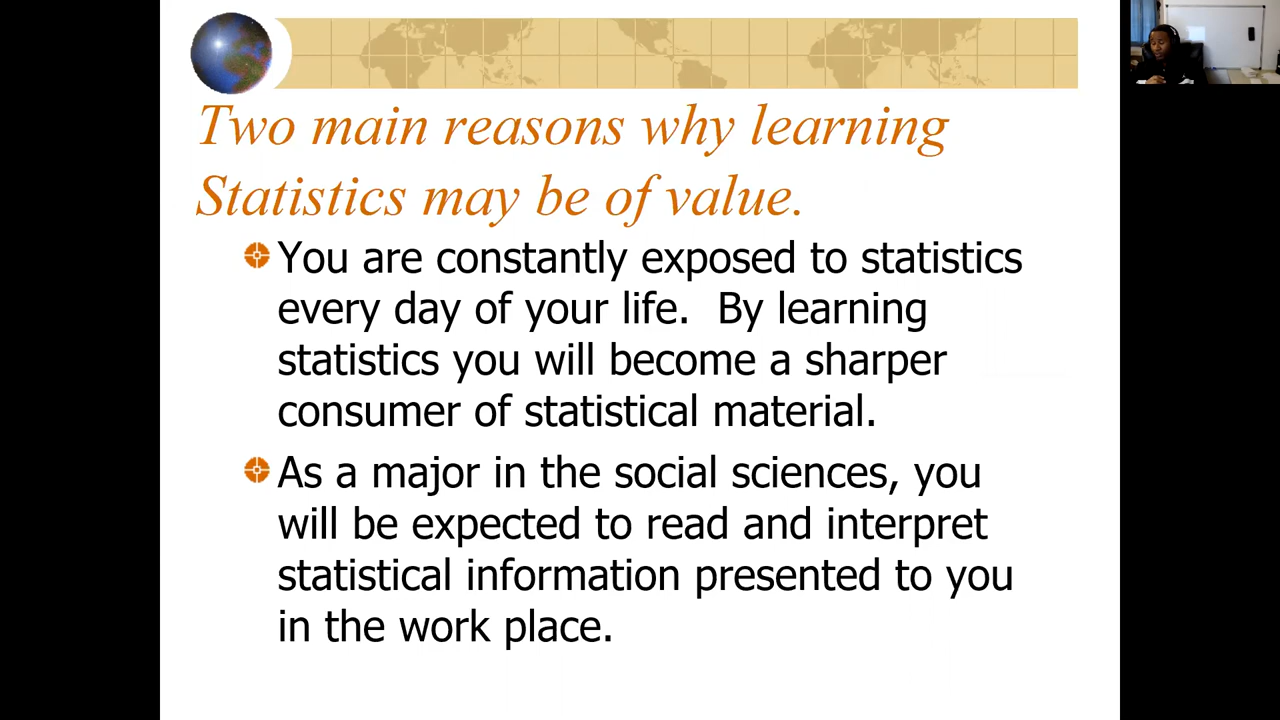 Two main reasons why learning
Statistics may be of value.
You are constantly exposed to statistics
every day of your life.  By learning
statistics you will become a sharper
consumer of statistical material.
As a major in the social sciences, you
will be expected to read and interpret
statistical information presented to you
in the work place.